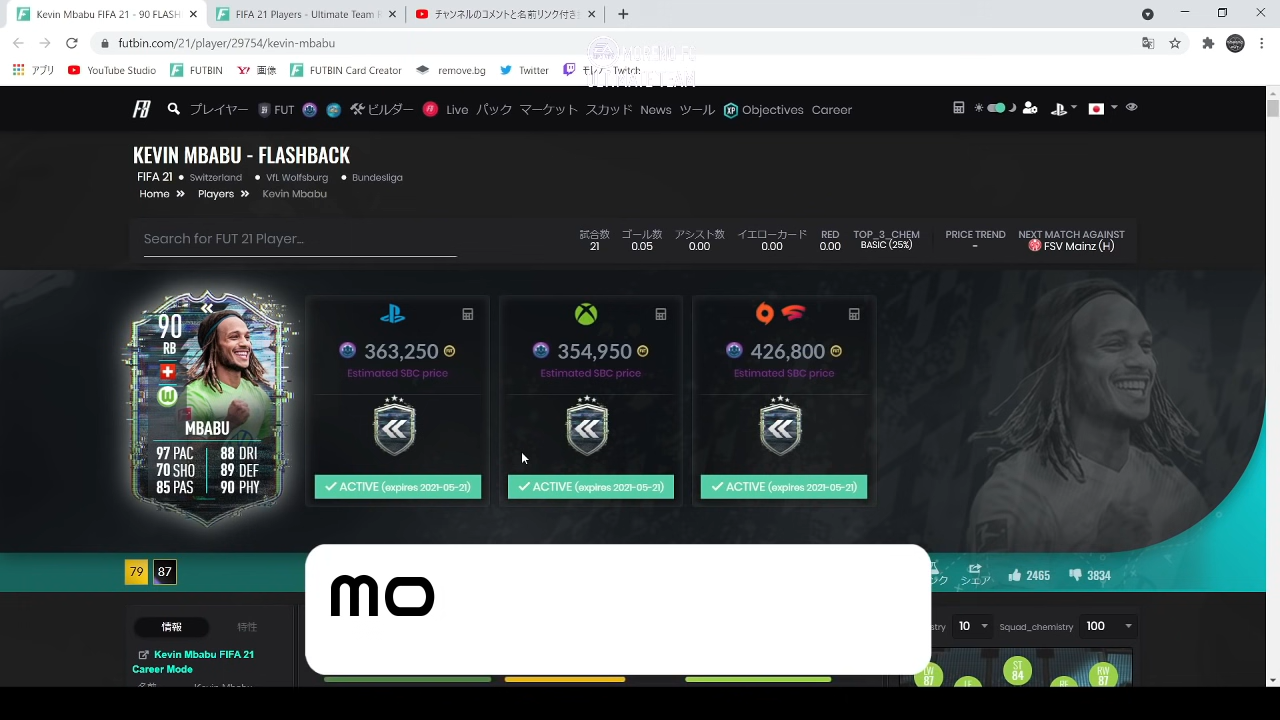 Kevin Mbabu FIFA 21 - 90 FLASH
FIFA 21 Players - Ultimate Team
チャンネルのコメントと名前リンク付き
futbin.com/21/player/29754/kevin-mbabu
アプリ YouTube Studio FUTBIN 画像 FUTBIN Card Creator remove.bg Twitter Twitch
プレイヤー FUT ビルダー Live パック マーケット スカッド News ツール XP Objectives Career
KEVIN MBABU - FLASHBACK
FIFA 21 • Switzerland • VfL Wolfsburg • Bundesliga
Home » Players » Kevin Mbabu
Search for FUT 21 Player...
試合数 ゴール数 アシスト数 イエローカード RED TOP_3_CHEM PRICE TREND NEXT MATCH AGAINST
21 0.05 0.00 0.00 0.00 BASIC (25%) - FSV Mainz (H)
90
RB
MBABU
97 PAC 88 DRI
70 SHO 89 DEF
85 PAS 90 PHY
363,250 354,950 426,800
Estimated SBC price Estimated SBC price Estimated SBC price
ACTIVE (expires 2021-05-21) ACTIVE (expires 2021-05-21) ACTIVE (expires 2021-05-21)
79 87
シェア 2465 3834
mo
情報 特性
10 Squad_chemistry 100
Kevin Mbabu FIFA 21
Career Mode
ST
84
LW
87
RW
87